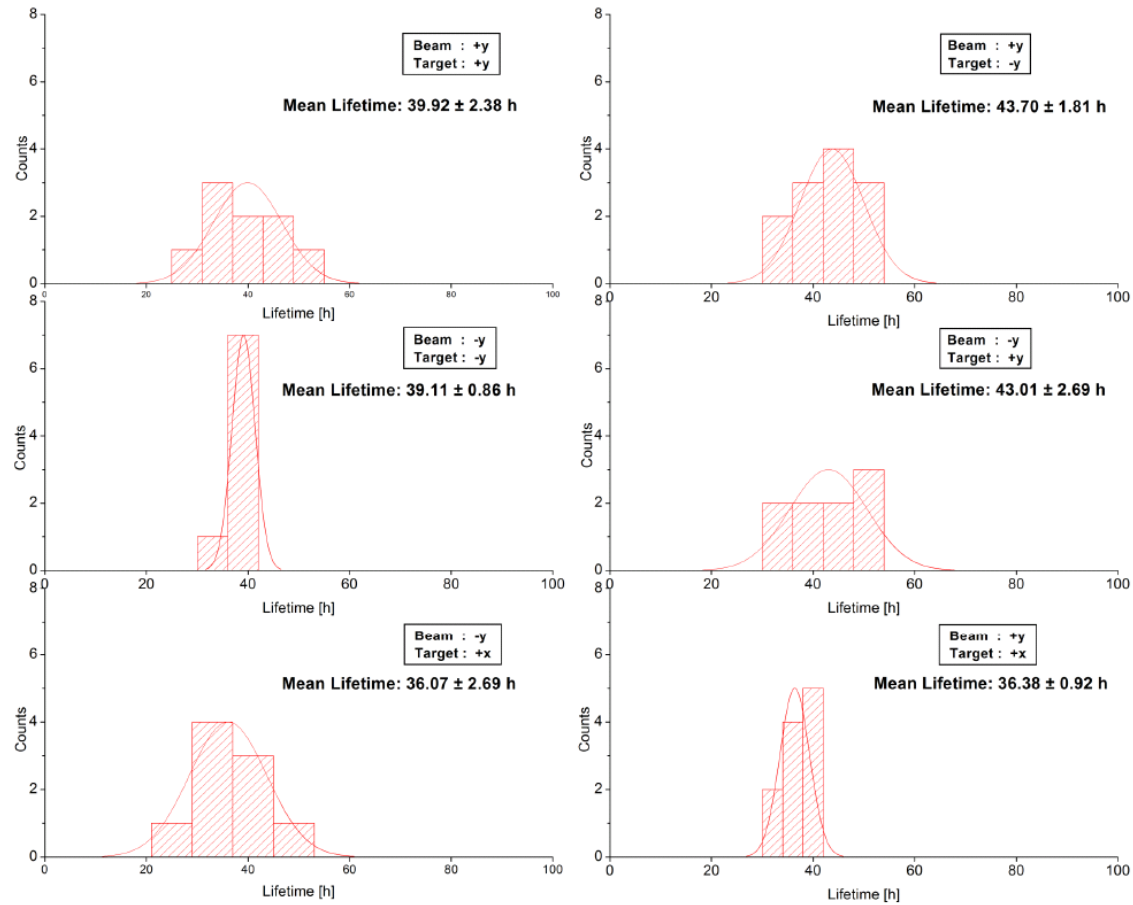 8
6
4
2
0
Counts
Beam : +y
Target : +y
Mean Lifetime: 39.92 ± 2.38 h
0
20
40
60
80
100
Lifetime [h]
8
6
4
2
0
Counts
Beam : +y
Target : -y
Mean Lifetime: 43.70 ± 1.81 h
0
20
40
60
80
100
Lifetime [h]
8
6
4
2
0
Counts
Beam : -y
Target : -y
Mean Lifetime: 39.11 ± 0.86 h
0
20
40
60
80
100
Lifetime [h]
8
6
4
2
0
Counts
Beam : -y
Target : +y
Mean Lifetime: 43.01 ± 2.69 h
0
20
40
60
80
100
Lifetime [h]
8
6
4
2
0
Counts
Beam : -y
Target : +x
Mean Lifetime: 36.07 ± 2.69 h
0
20
40
60
80
100
Lifetime [h]
8
6
4
2
0
Counts
Beam : +y
Target : +x
Mean Lifetime: 36.38 ± 0.92 h
0
20
40
60
80
100
Lifetime [h]